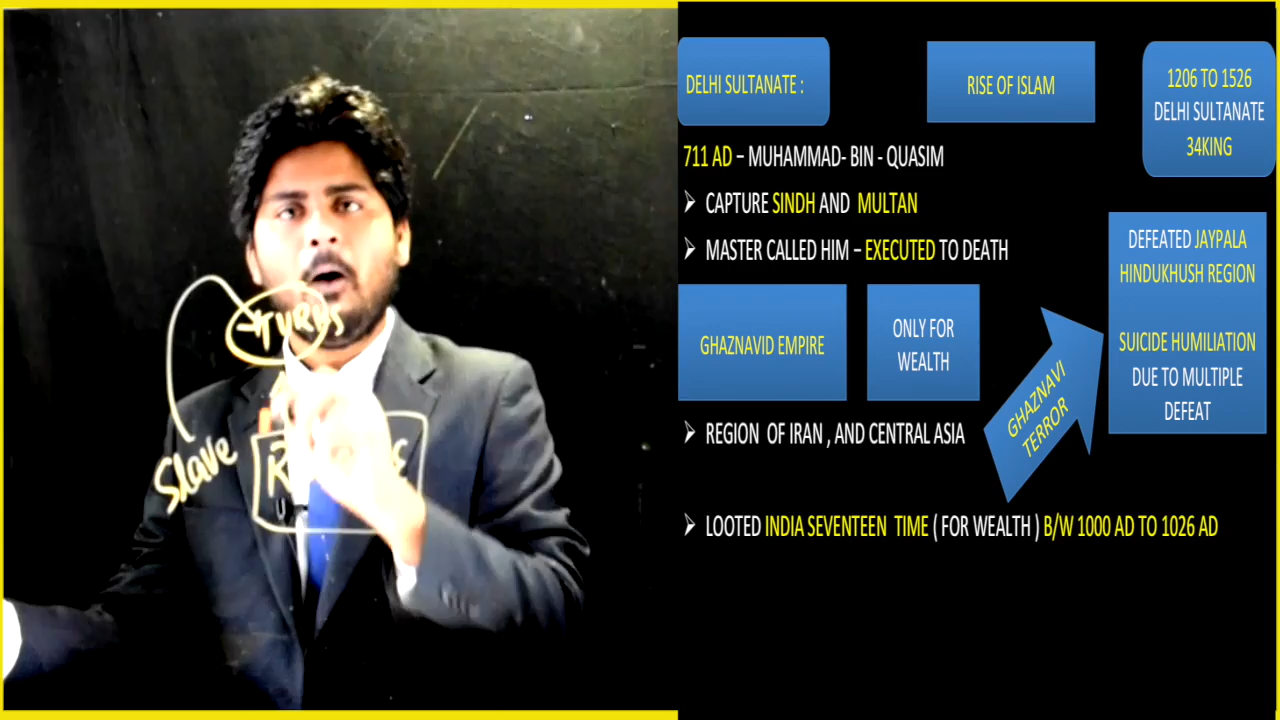 DELHI SULTANATE :
RISE OF ISLAM
1206 TO 1526
DELHI SULTANATE
34KING
711 AD – MUHAMMAD- BIN - QUASIM
CAPTURE SINDH AND MULTAN
MASTER CALLED HIM – EXECUTED TO DEATH
DEFEATED JAYPALA
HINDUKHUSH REGION
SUICIDE HUMILIATION
DUE TO MULTIPLE
DEFEAT
GHAZNAVID EMPIRE
ONLY FOR
WEALTH
GHAZNAVI
TERROR
REGION OF IRAN , AND CENTRAL ASIA
LOOTED INDIA SEVENTEEN TIME ( FOR WEALTH ) B/W 1000 AD TO 1026 AD
Slave